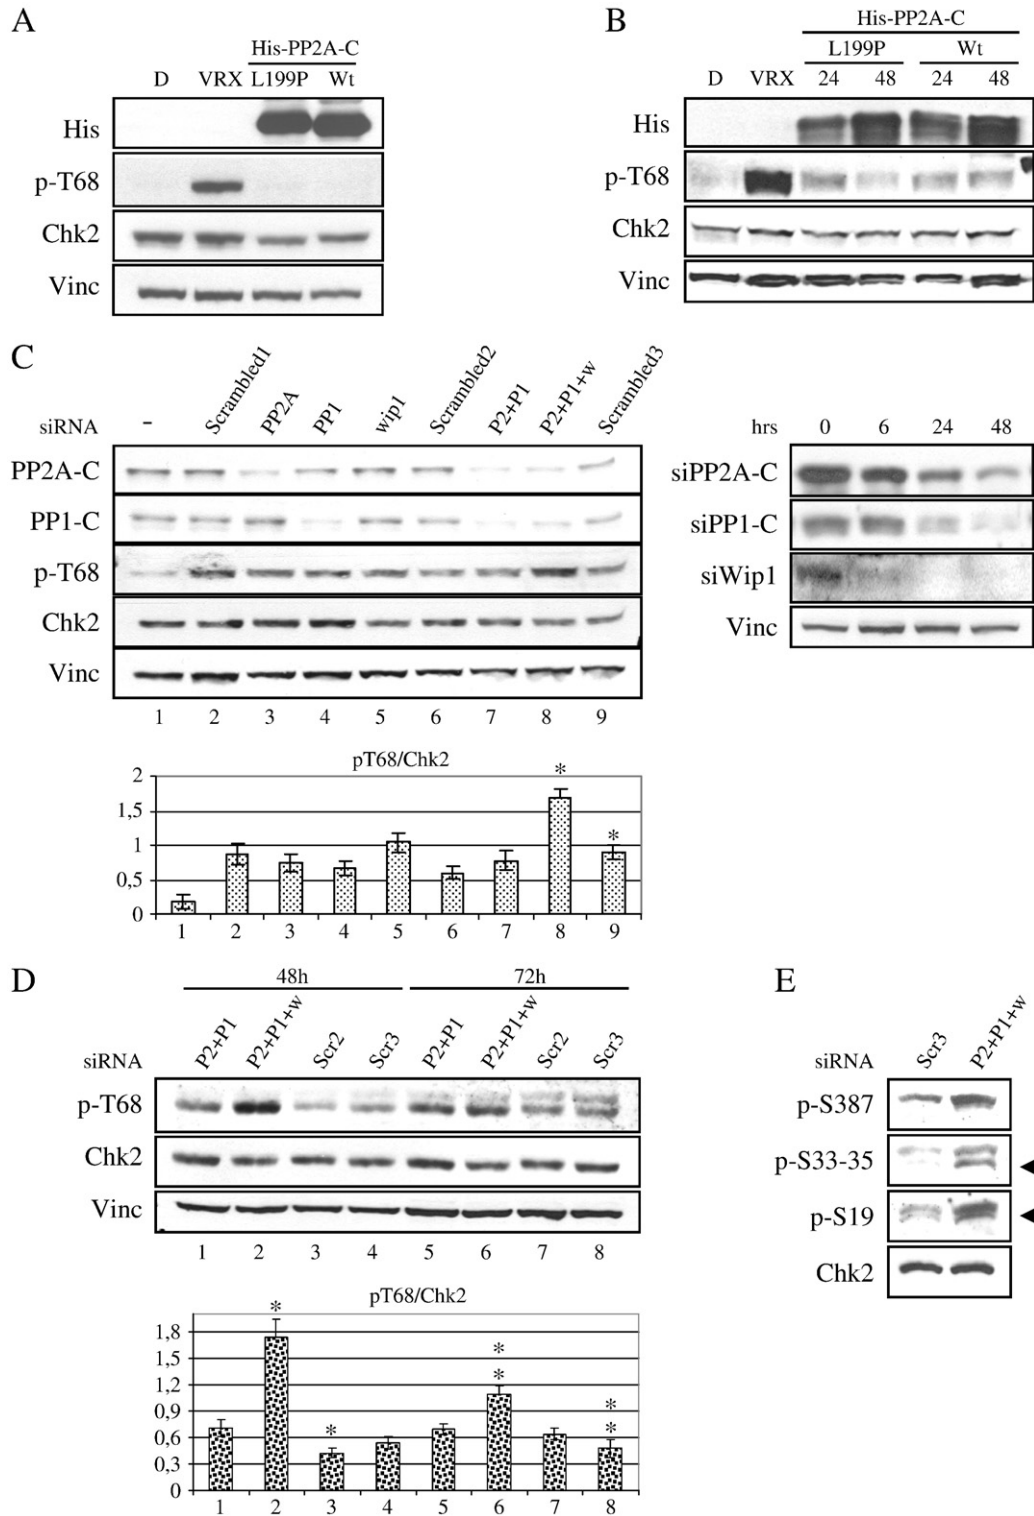 A
His-PP2A-C
D VRX L199P Wt
His
p-T68
Chk2
Vinc
B
His-PP2A-C
L199P Wt
D VRX 24 48 24 48
His
p-T68
Chk2
Vinc
C
siRNA - Scrambled1 PP2A PP1 wip1 Scrambled2 P2+P1 P2+P1+w Scrambled3
PP2A-C
PP1-C
p-T68
Chk2
Vinc
1 2 3 4 5 6 7 8 9
hrs 0 6 24 48
siPP2A-C
siPP1-C
siWip1
Vinc
pT68/Chk2
2
1,5
1
0,5
0
* *
1 2 3 4 5 6 7 8 9
D
48h 72h
siRNA P2+P1 P2+P1+w Scr2 Scr3 P2+P1 P2+P1+w Scr2 Scr3
p-T68
Chk2
Vinc
1 2 3 4 5 6 7 8
pT68/Chk2
1,8
1,5
1,2
0,9
0,6
0,3
0
* * * * * *
1 2 3 4 5 6 7 8
E
siRNA Scr3 P2+P1+w
p-S387
p-S33-35
p-S19
Chk2